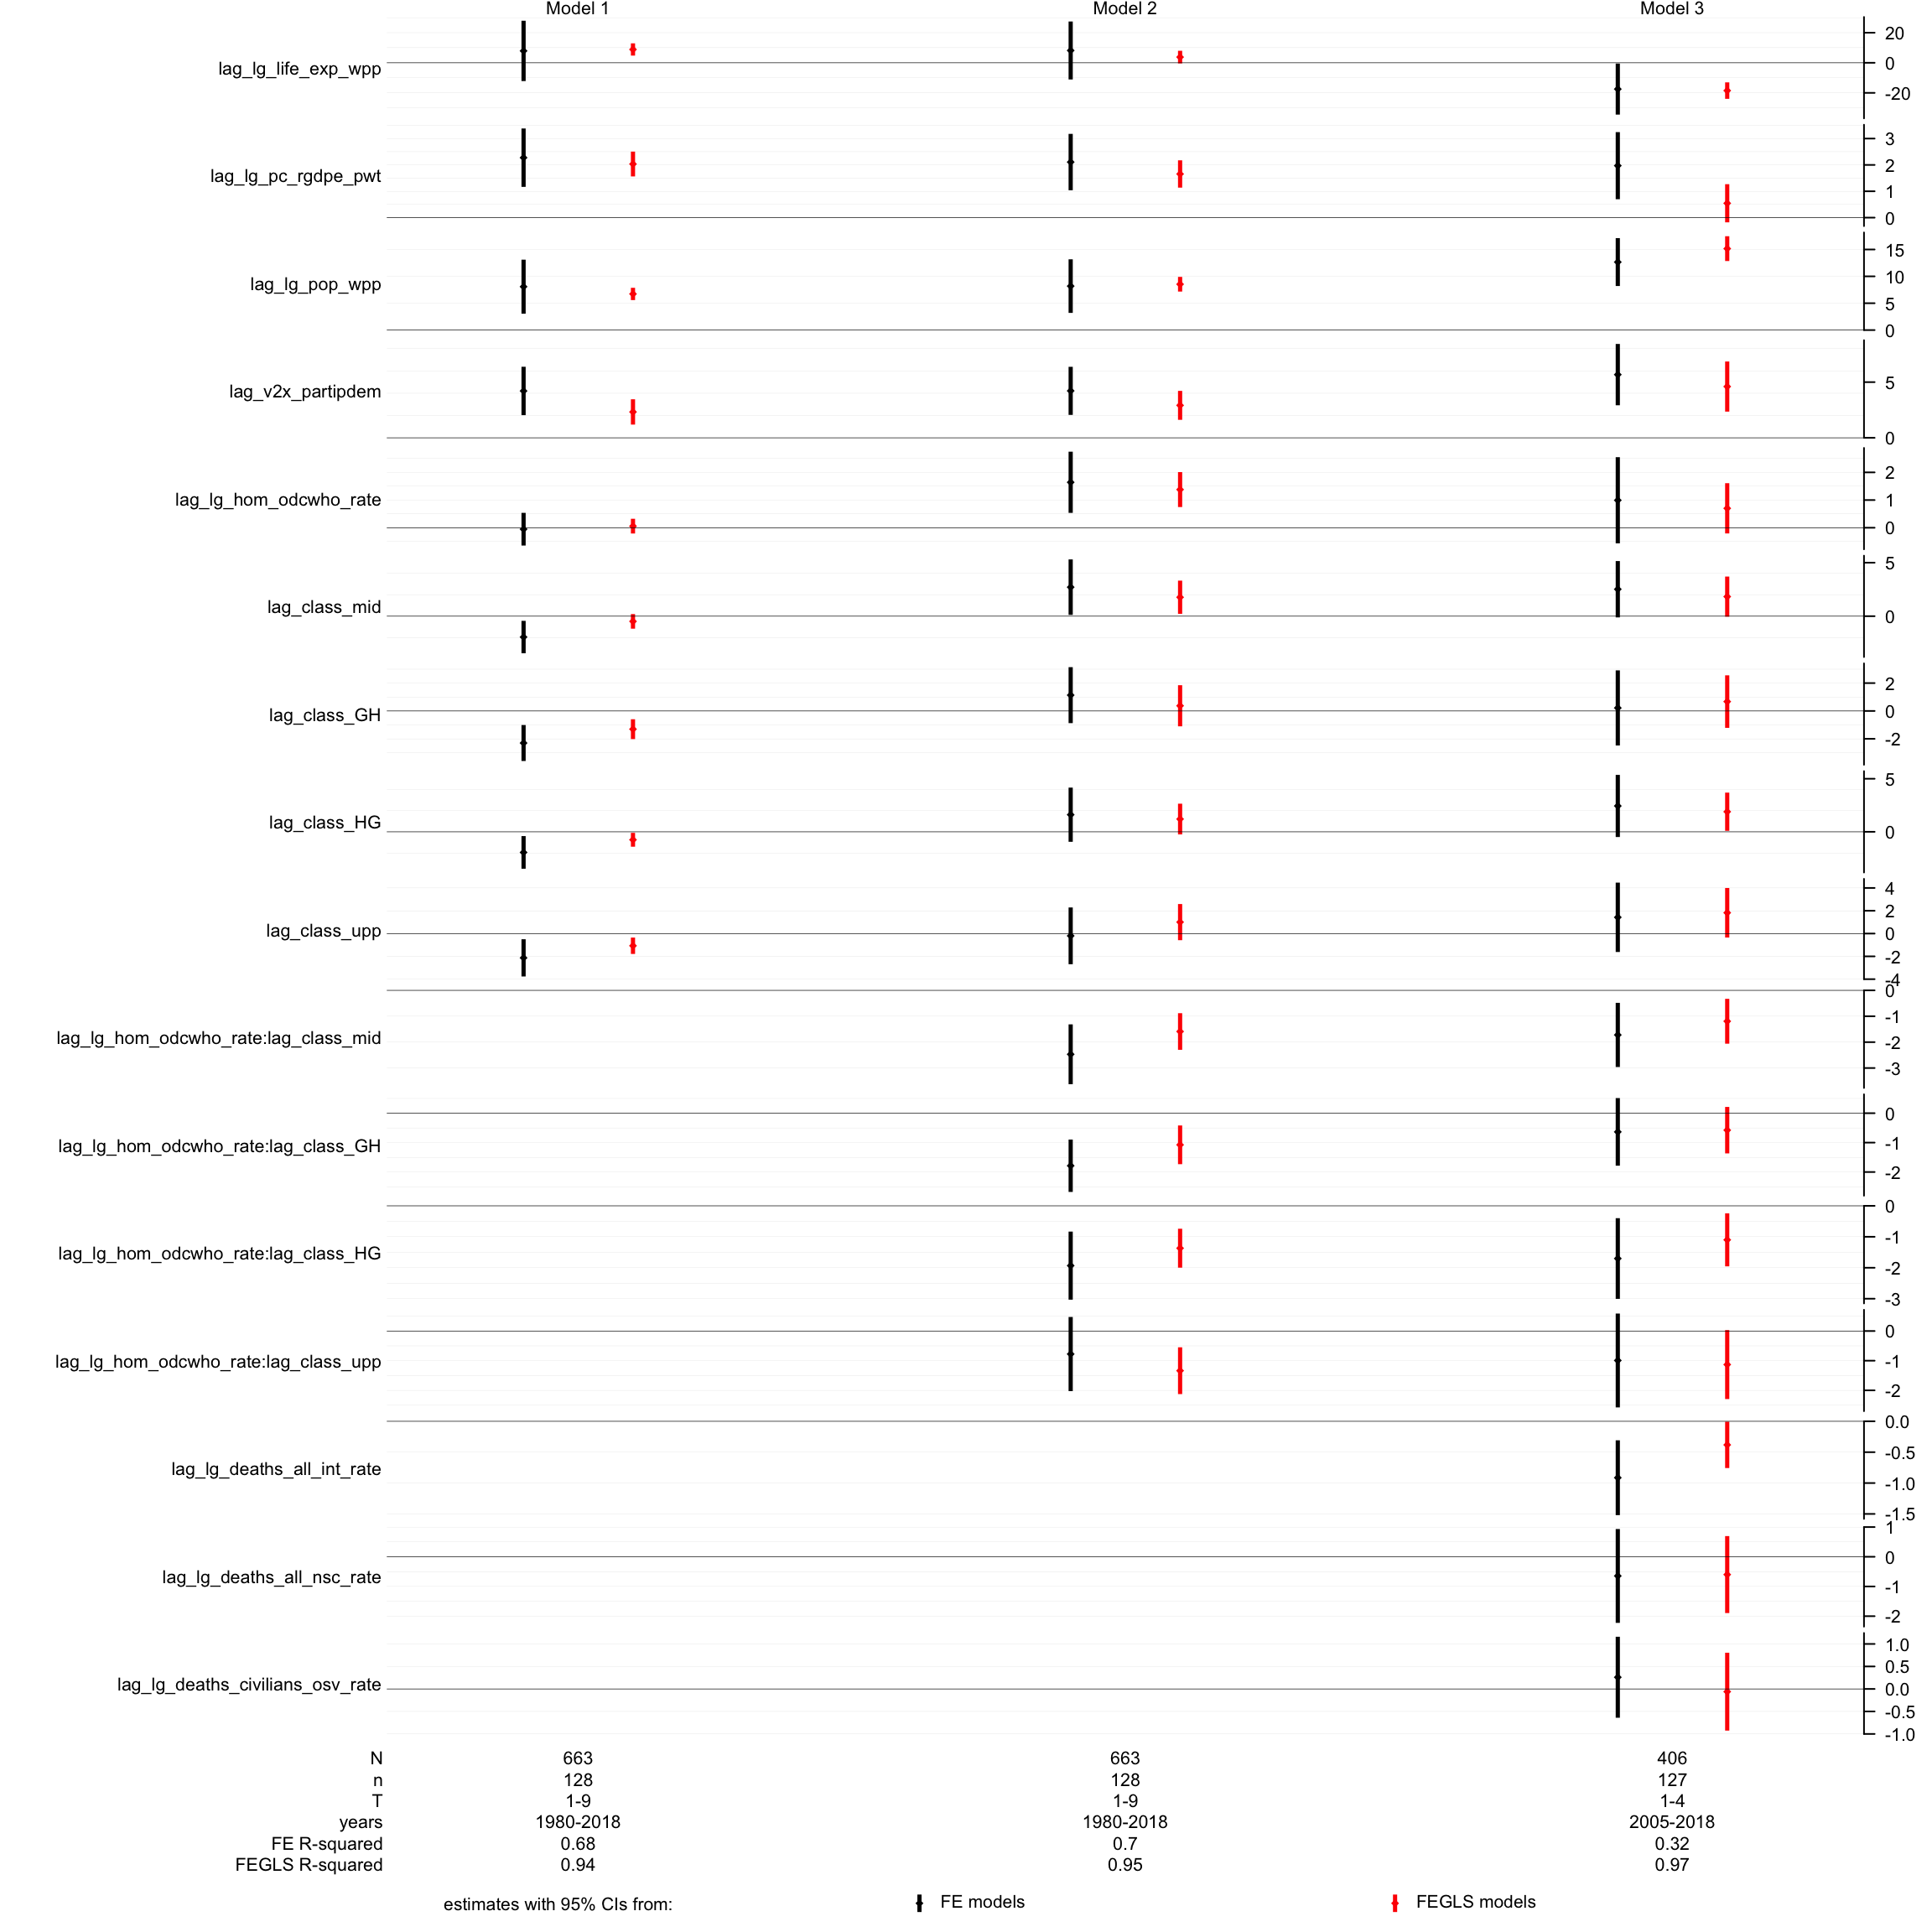 Model 1 Model 2 Model 3
lag_lg_life_exp_wpp
20
0
-20
lag_lg_pc_rgdpe_pwt
3
2
1
0
lag_lg_pop_wpp
15
10
5
0
lag_v2x_partipdem
5
0
lag_lg_hom_odcwho_rate
2
1
0
lag_class_mid
5
0
lag_class_GH
2
0
-2
lag_class_HG
5
0
lag_class_upp
4
2
0
-2
-4
lag_lg_hom_odcwho_rate:lag_class_mid
0
-1
-2
-3
lag_lg_hom_odcwho_rate:lag_class_GH
0
-1
-2
lag_lg_hom_odcwho_rate:lag_class_HG
0
-1
-2
-3
lag_lg_hom_odcwho_rate:lag_class_upp
0
-1
-2
lag_lg_deaths_all_int_rate
0.0
-0.5
-1.0
-1.5
lag_lg_deaths_all_nsc_rate
1
0
-1
-2
lag_lg_deaths_civilians_osv_rate
1.0
0.5
0.0
-0.5
-1.0
N 663 663 406
n 128 128 127
T 1-9 1-9 1-4
years 1980-2018 1980-2018 2005-2018
FE R-squared 0.68 0.7 0.32
FEGLS R-squared 0.94 0.95 0.97
estimates with 95% CIs from: FE models FEGLS models